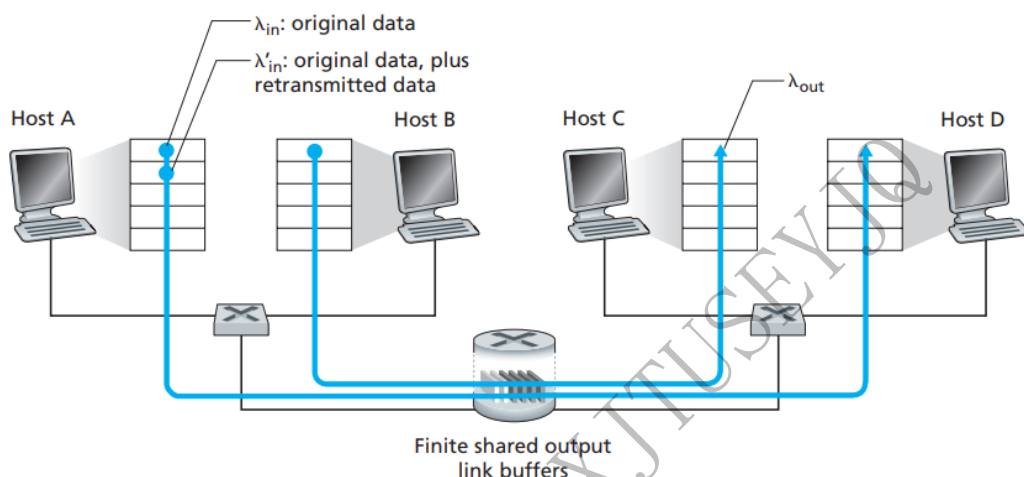 λin: original data
λ'in: original data, plus
retransmitted data
λout
Host A
Host B
Host C
Host D
Finite shared output
link buffers
Y JTUSEYJQ